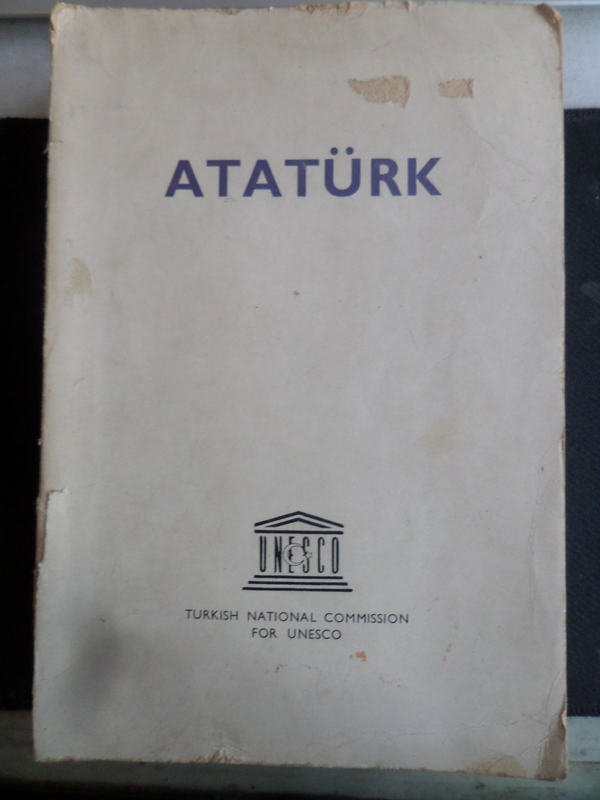 ATATÜRK
UNESCO
TURKISH NATIONAL COMMISSION
FOR UNESCO